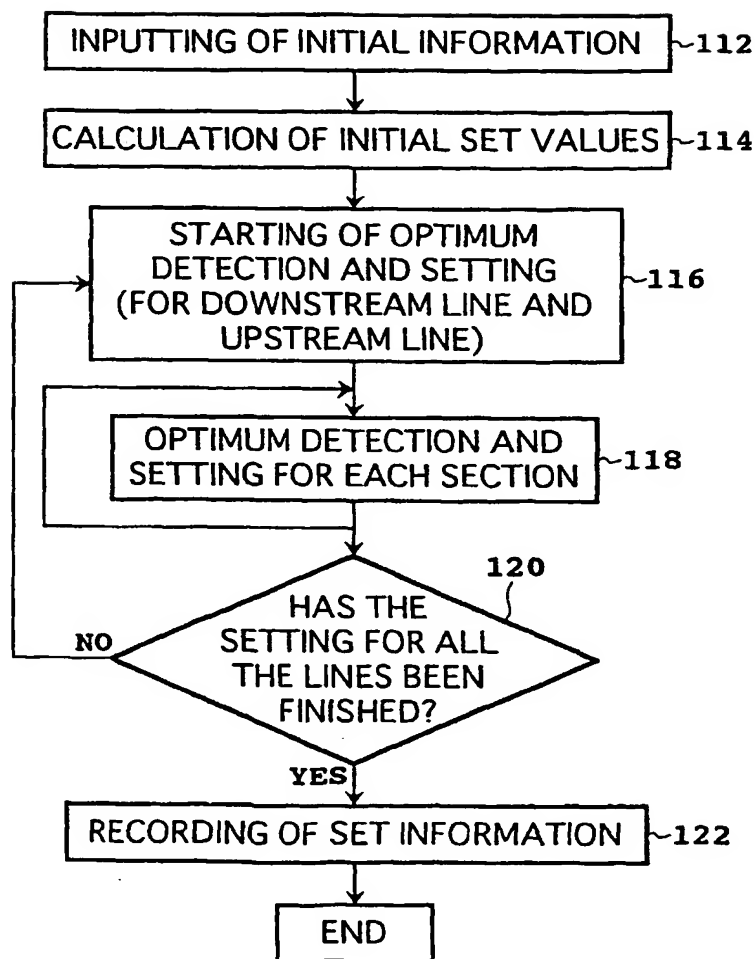 INPUTTING OF INITIAL INFORMATION 112
CALCULATION OF INITIAL SET VALUES 114
STARTING OF OPTIMUM
DETECTION AND SETTING
(FOR DOWNSTREAM LINE AND
UPSTREAM LINE)
116
OPTIMUM DETECTION AND
SETTING FOR EACH SECTION
118
120
HAS THE
SETTING FOR ALL
THE LINES BEEN
FINISHED?
NO
YES
RECORDING OF SET INFORMATION 122
END